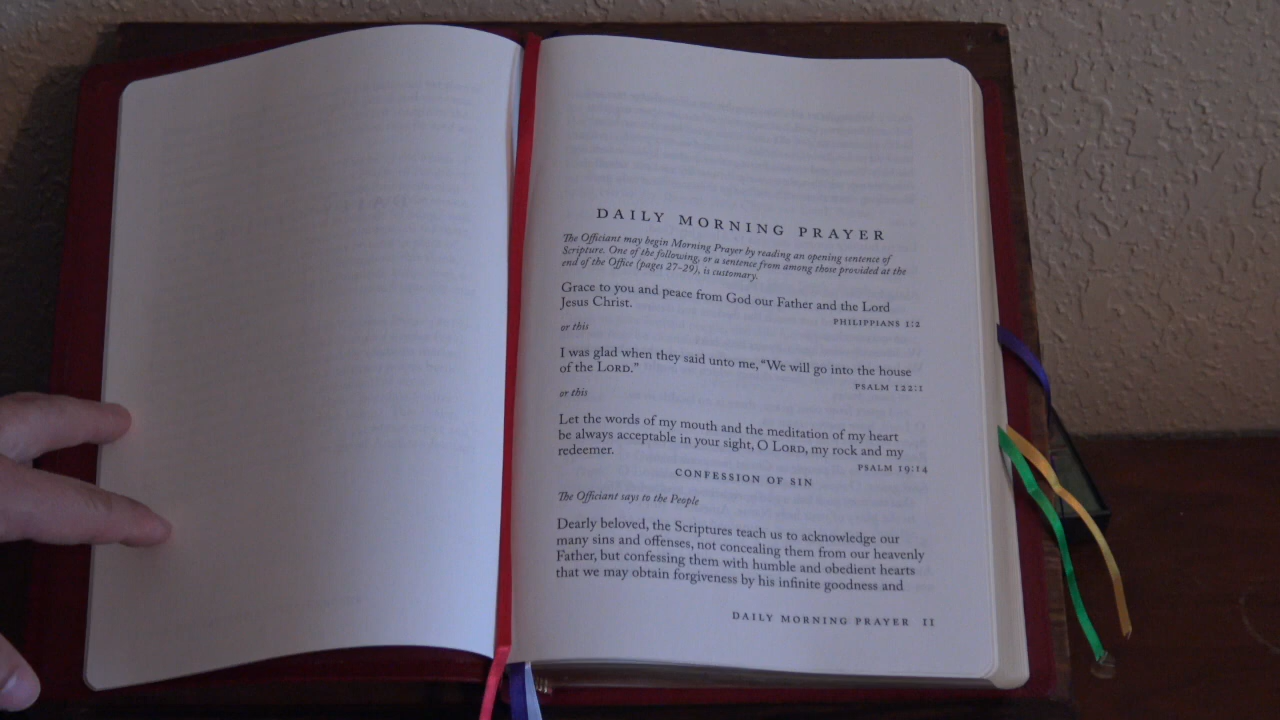 DAILY MORNING PRAYER
The Officiant may begin Morning Prayer by reading an opening sentence of
Scripture. One of the following, or a sentence from among those provided at the
end of the Office (pages 27-29), is customary.
Grace to you and peace from God our Father and the Lord
Jesus Christ.
PHILIPPIANS 1:2
or this
I was glad when they said unto me, “We will go into the house
of the LORD.”
PSALM 122:1
or this
Let the words of my mouth and the meditation of my heart
be always acceptable in your sight, O LORD, my rock and my
redeemer.
PSALM 19:14
CONFESSION OF SIN
The Officiant says to the People
Dearly beloved, the Scriptures teach us to acknowledge our
many sins and offenses, not concealing them from our heavenly
Father, but confessing them with humble and obedient hearts
that we may obtain forgiveness by his infinite goodness and
DAILY MORNING PRAYER 11